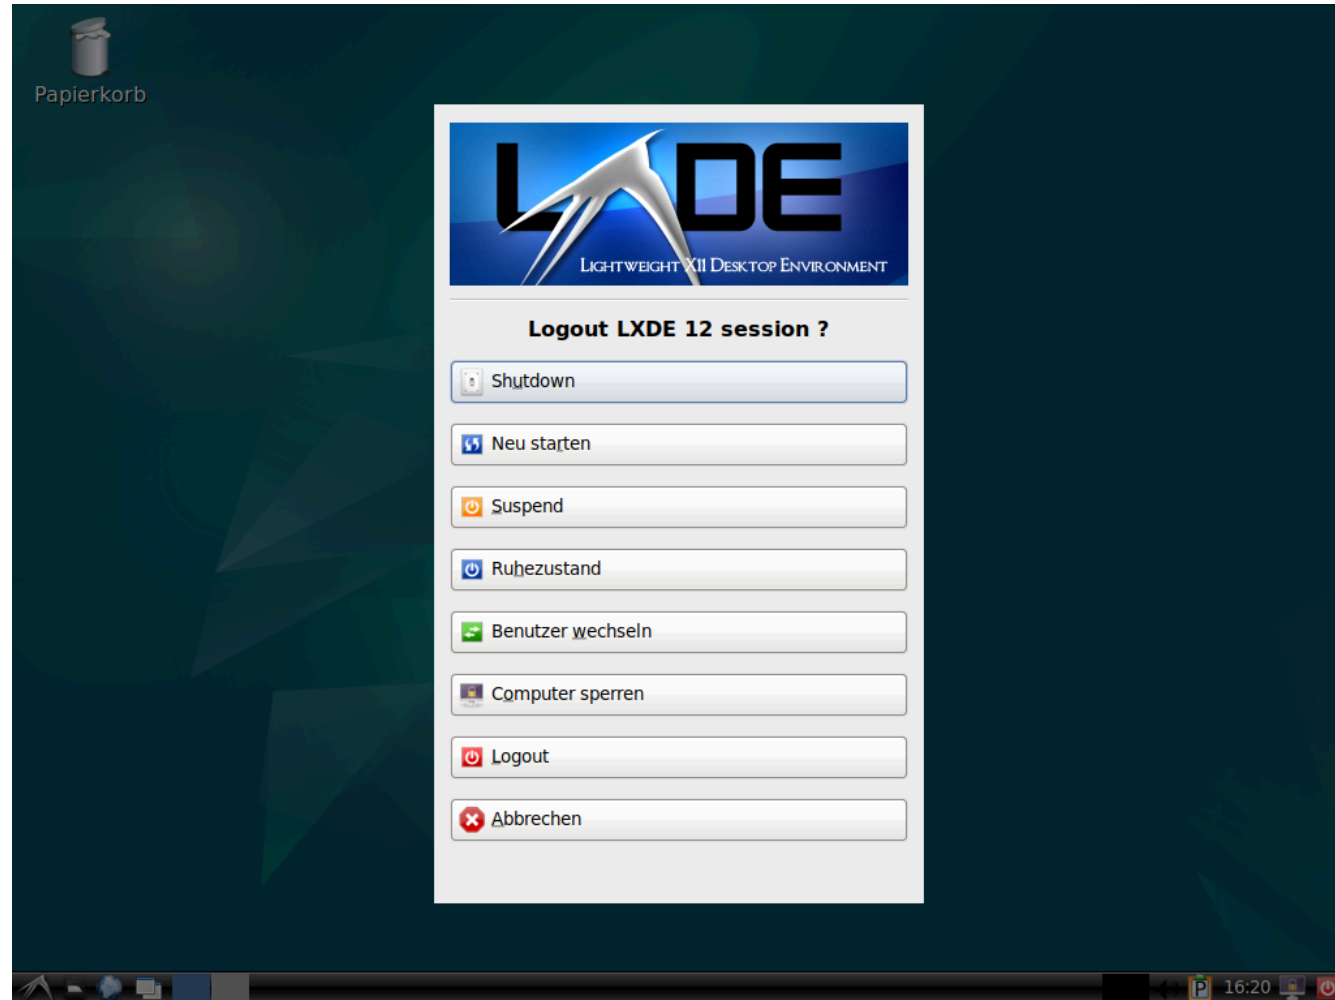 Papierkorb
LXDE
LIGHTWEIGHT X11 DESKTOP ENVIRONMENT
Logout LXDE 12 session ?
Shutdown
Neu starten
Suspend
Ruhezustand
Benutzer wechseln
Computer sperren
Logout
Abbrechen
P
16:20